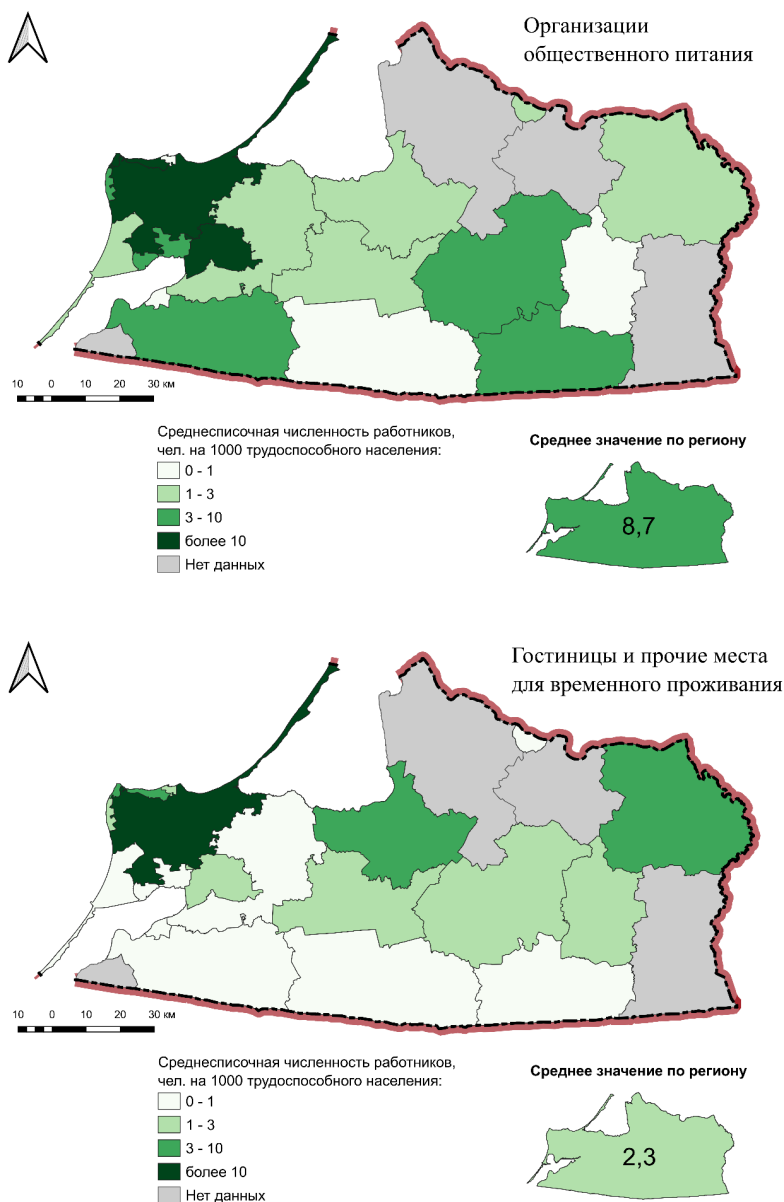 Организации
общественного питания
10 0 10 20 30 км
Среднесписочная численность работников,
чел. на 1000 трудоспособного населения:
0 - 1
1 - 3
3 - 10
более 10
Нет данных
Среднее значение по региону
8,7
Гостиницы и прочие места
для временного проживания
10 0 10 20 30 км
Среднесписочная численность работников,
чел. на 1000 трудоспособного населения:
0 - 1
1 - 3
3 - 10
более 10
Нет данных
Среднее значение по региону
2,3